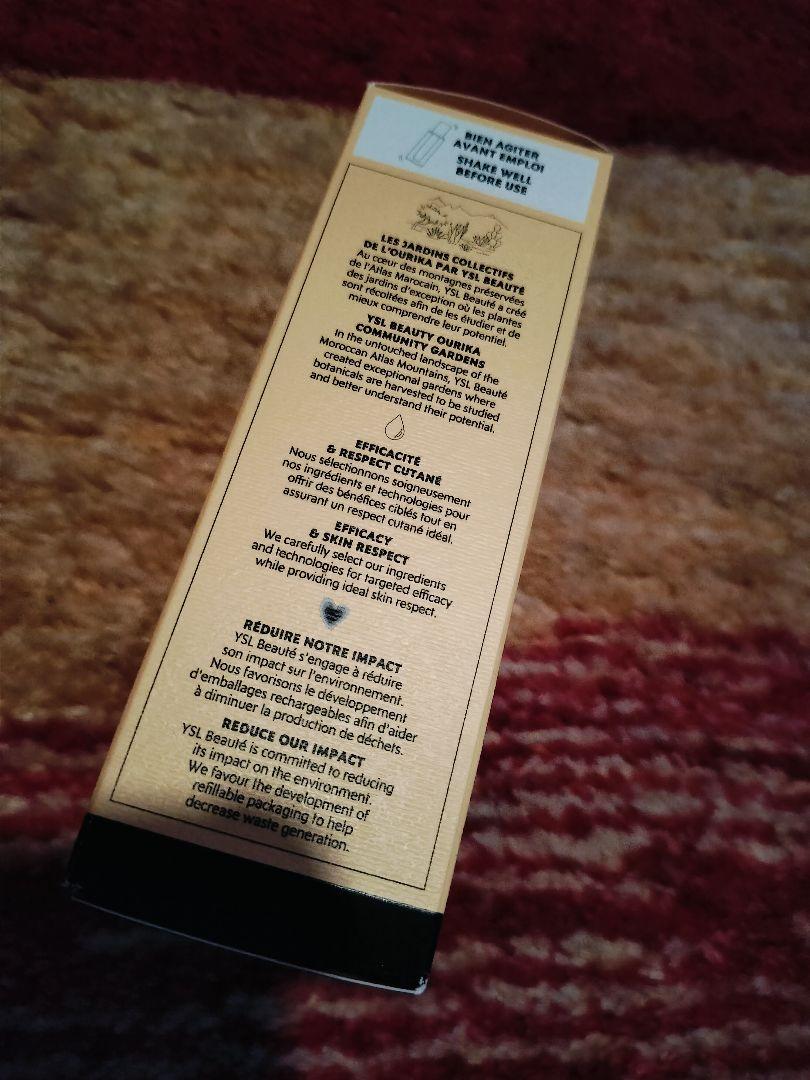 BIEN AGITER
AVANT EMPLOI
SHAKE WELL
BEFORE USE
LES JARDINS COLLECTIFS
DE L'OURIKA PAR YSL BEAUTÉ
Au cœur des montagnes préservées
de l'Atlas Marocain, YSL Beauté a créé
des jardins d'exception où les plantes
sont récoltées afin de les étudier et de
mieux comprendre leur potentiel.
YSL BEAUTY OURIKA
COMMUNITY GARDENS
In the untouched landscape of the
Moroccan Atlas Mountains, YSL Beauté
created exceptional gardens where
botanicals are harvested to be studied
and better understand their potential.
EFFICACITÉ
& RESPECT CUTANÉ
Nous sélectionnons soigneusement
nos ingrédients et technologies pour
offrir des bénéfices ciblés tout en
assurant un respect cutané idéal.
EFFICACY
& SKIN RESPECT
We carefully select our ingredients
and technologies for targeted efficacy
while providing ideal skin respect.
RÉDUIRE NOTRE IMPACT
YSL Beauté s'engage à réduire
son impact sur l'environnement.
Nous favorisons le développement
d'emballages rechargeables afin d'aider
à diminuer la production de déchets.
REDUCE OUR IMPACT
YSL Beauté is committed to reducing
its impact on the environment.
We favour the development of
refillable packaging to help
decrease waste generation.